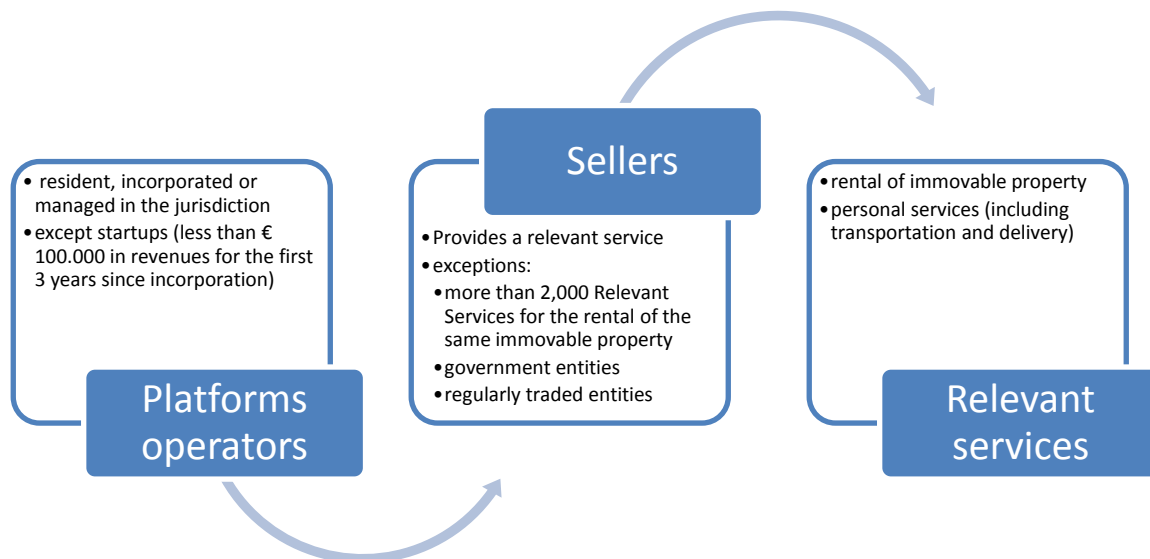 • resident, incorporated or
managed in the jurisdiction
• except startups (less than €
100.000 in revenues for the first
3 years since incorporation)
Platforms
operators
Sellers
• Provides a relevant service
• exceptions:
• more than 2,000 Relevant
Services for the rental of the
same immovable property
• government entities
• regularly traded entities
• rental of immovable property
• personal services (including
transportation and delivery)
Relevant
services